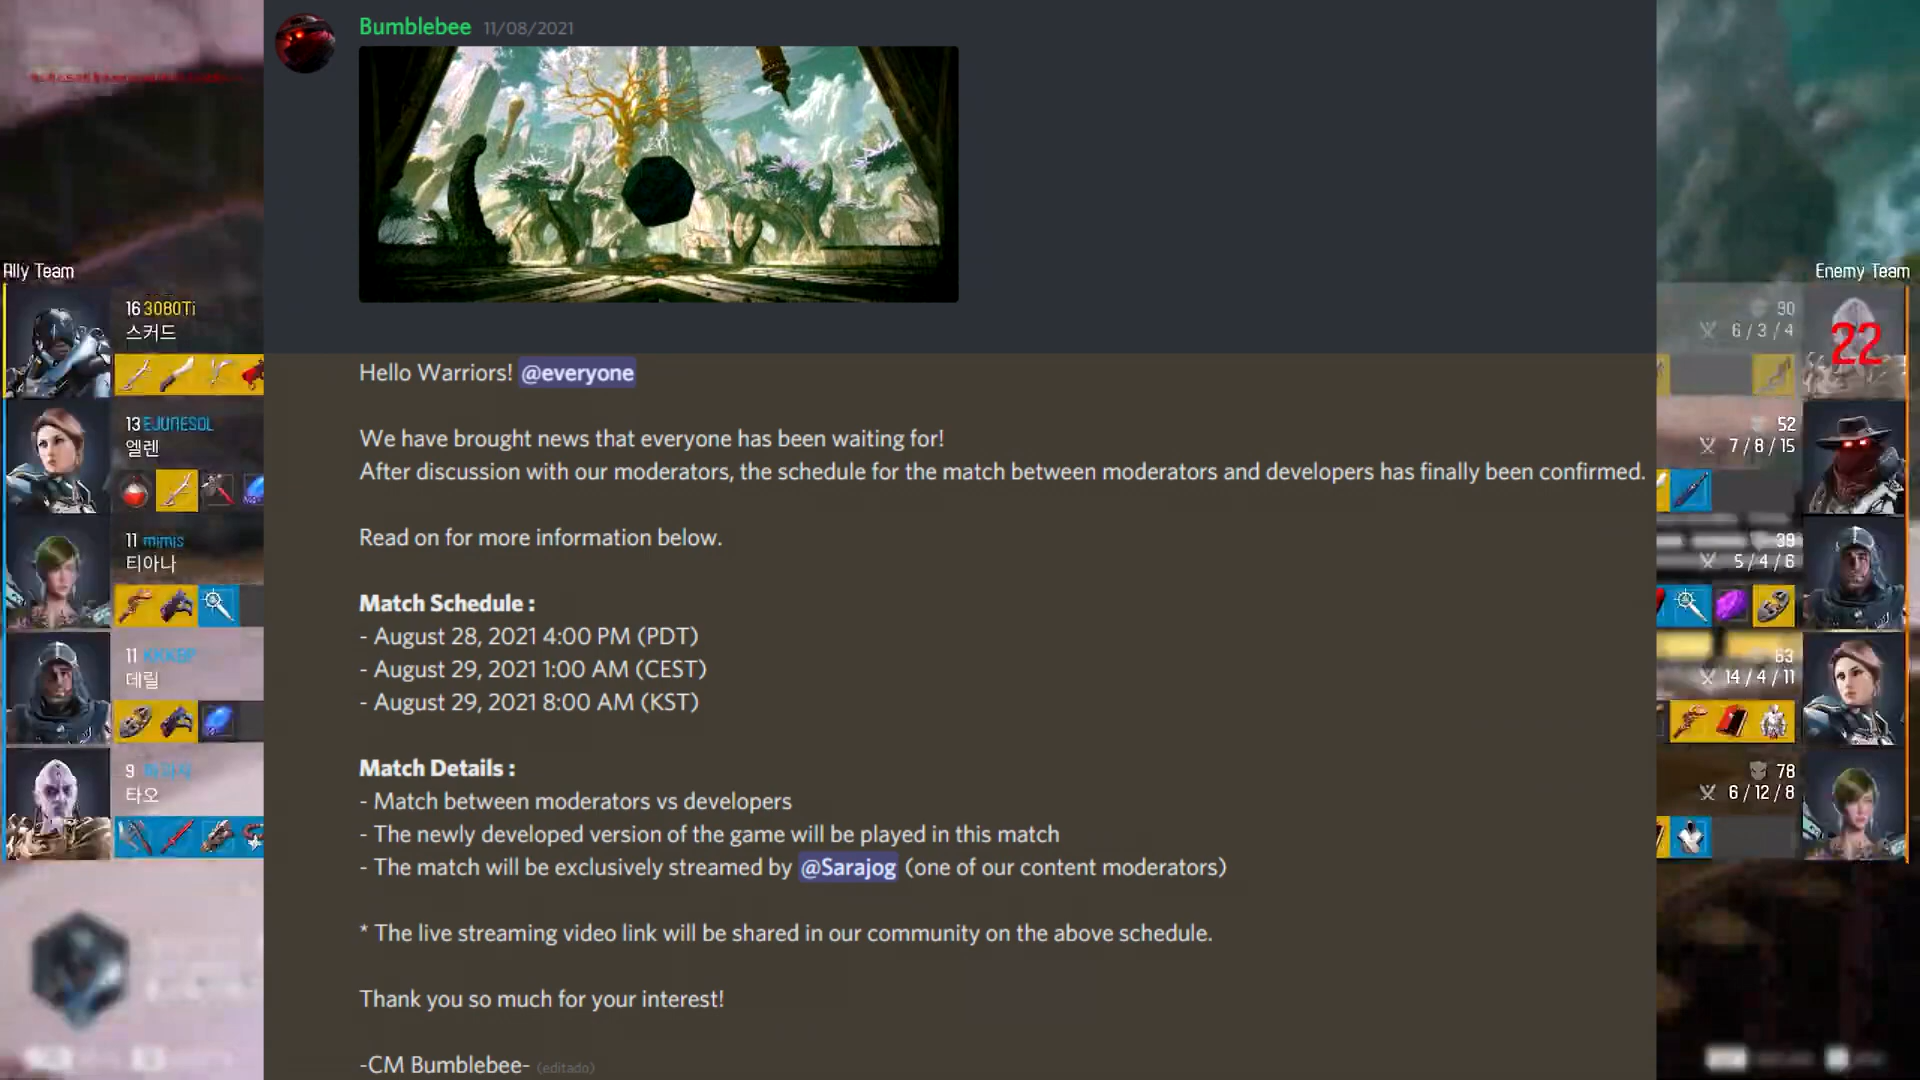 Bumblebee 11/08/2021
Hello Warriors! @everyone
We have brought news that everyone has been waiting for!
After discussion with our moderators, the schedule for the match between moderators and developers has finally been confirmed.
Read on for more information below.
Match Schedule :
- August 28, 2021 4:00 PM (PDT)
- August 29, 2021 1:00 AM (CEST)
- August 29, 2021 8:00 AM (KST)
Match Details :
- Match between moderators vs developers
- The newly developed version of the game will be played in this match
- The match will be exclusively streamed by @Sarajog (one of our content moderators)
* The live streaming video link will be shared in our community on the above schedule.
Thank you so much for your interest!
-CM Bumblebee- (editado)
Ally Team
16 3080Ti
스커드
13 EJUNESOL
엘렌
11 mimis
티아나
11
데릴
9
타오
Enemy Team
90
6 / 3 / 4
22
52
7 / 8 / 15
39
5 / 4 / 6
63
14 / 4 / 11
78
6 / 12 / 8